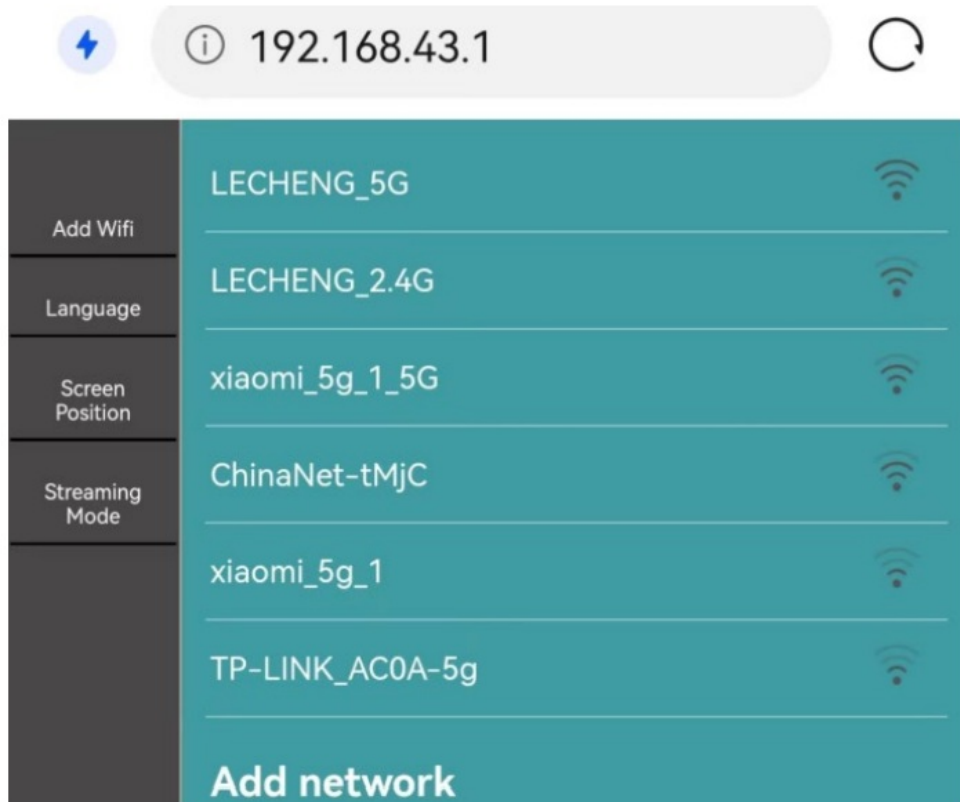 192.168.43.1
Add Wifi
Language
Screen
Position
Streaming
Mode
LECHENG_5G
LECHENG_2.4G
xiaomi_5g_1_5G
ChinaNet-tMjC
xiaomi_5g_1
TP-LINK_AC0A-5g
Add network